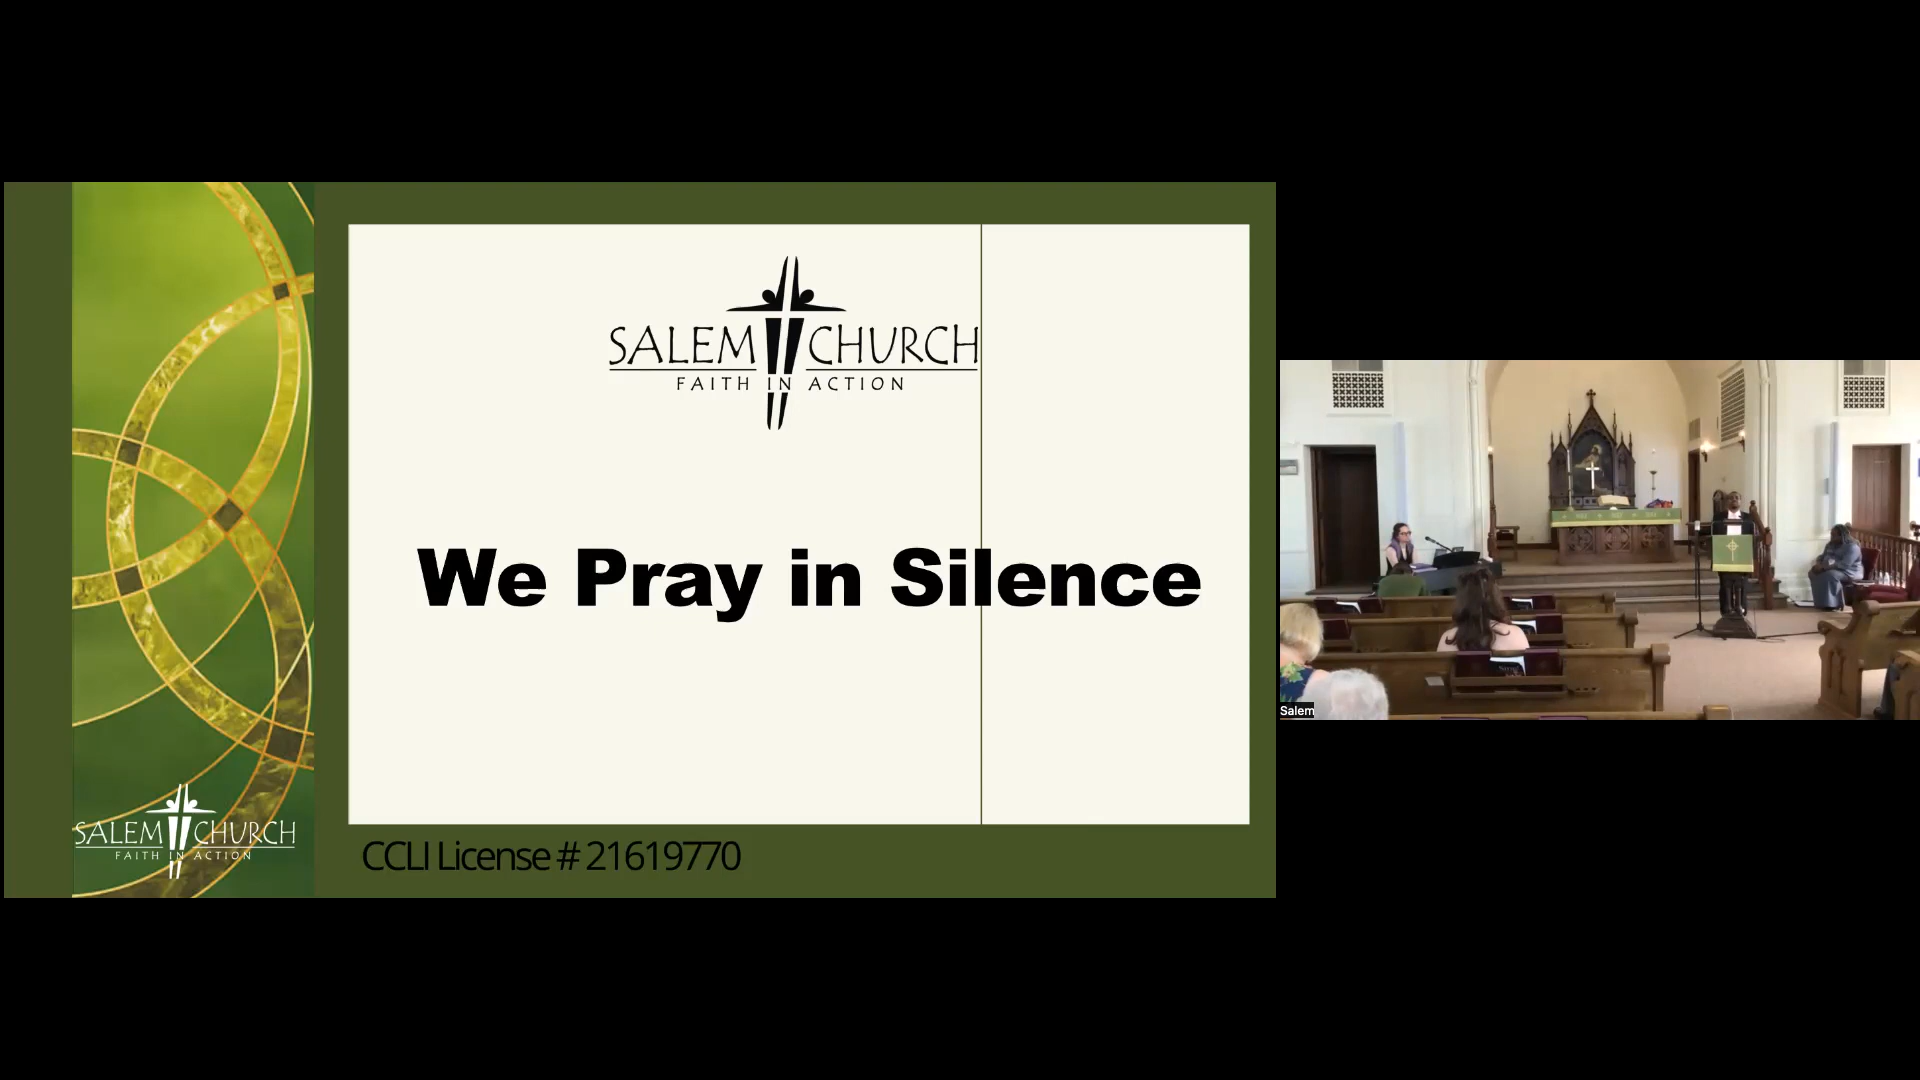 SALEM CHURCH
FAITH IN ACTION
We Pray in Silence
SALEM CHURCH
FAITH IN ACTION
CCLI License # 21619770
Salem